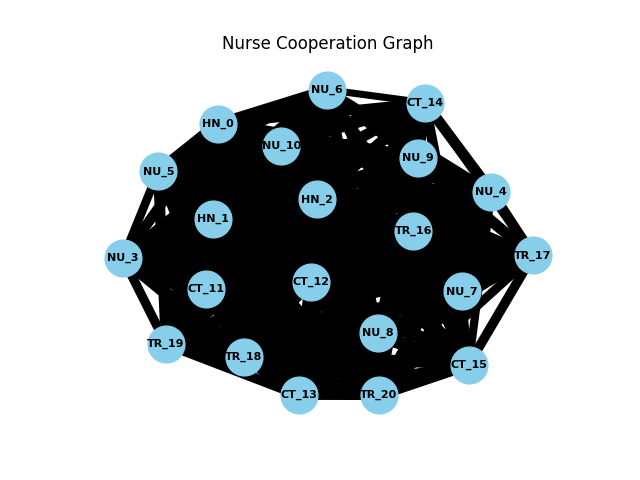 Nurse Cooperation Graph
NU_6
CT_14
HN_0
NU_10
NU_9
NU_5
NU_4
HN_2
HN_1
TR_16
TR_17
NU_3
CT_12
CT_11
NU_7
NU_8
TR_19
TR_18
CT_15
CT_13
TR_20